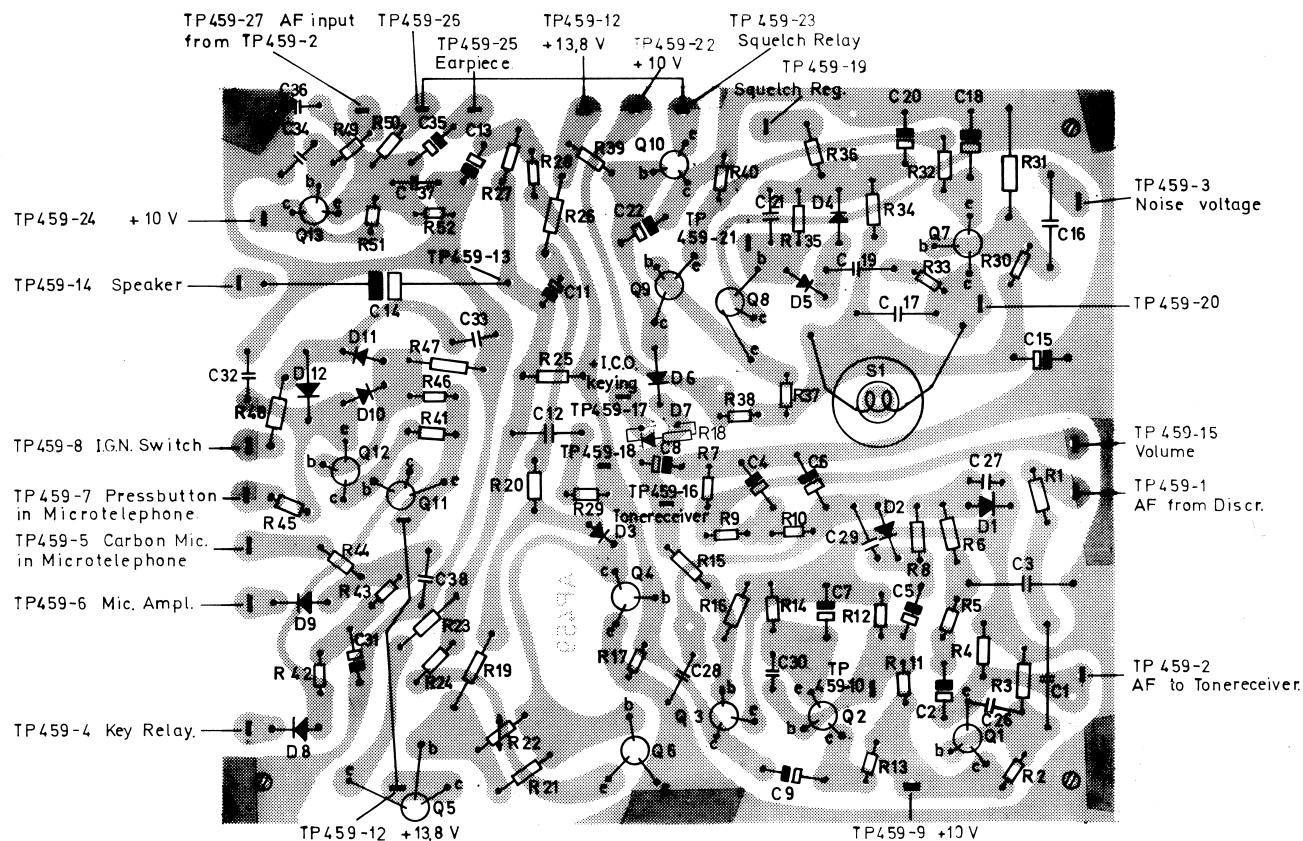 TP459-27 AF input
from TP459-2
TP459-26
TP459-25
Earpiece.
TP459-12
+13,8 V
TP459-22
+10 V
TP459-23
Squelch Relay
TP 459-19
Squelch Reg.
C36
C34
R49
R50
C35
C13
R27
R28
R39
Q10
e
b
c
R40
R36
C20
C18
R32
R31
TP459-3
Noise voltage
TP459-24 +10 V
b
c
e
Q13
R51
C37
R52
R26
C22
TP
459-21
C21
R35
D4
R34
Q7
e
b
c
R30
C16
TP459-14 Speaker
C14
TP459-13
C11
b
e
Q9
c
b
Q8
c
e
D5
C19
R33
C17
TP459-20
C15
C32
R48
D12
D11
D10
R47
C33
R46
R41
R25
+I.C.O.
keying
TP459-17
D6
D7
R18
C8
R38
R37
S1
TP459-8 I.G.N. Switch
e
b
Q12
c
c
b
e
Q11
C12
TP459-18
R20
R29
TP459-16
Tonereceiver
R7
C4
C6
C27
R1
TP 459-15
Volume
TP459-7 Pressbutton
in Microtelephone.
R45
D3
R9
R10
C29
D2
R8
R6
D1
TP459-1
AF from Discr.
TP459-5 Carbon Mic.
in Microtelephone
R44
R43
C38
AP459
c
Q4
b
e
R15
R16
R14
C7
R12
C5
R5
C3
TP459-6 Mic. Ampl.
D9
R42
C31
R23
R24
R19
R17
C28
C30
TP
459-10
R11
R4
C2
R3
C26
C1
TP 459-2
AF to Tonereceiver.
TP459-4 Key Relay.
D8
R22
R21
b
Q6
c
e
b
Q3
e
c
e
Q2
b
c
C9
R13
e
Q1
b
c
R2
e
b
c
Q5
TP459-12 +13,8 V
TP459-9 +10V